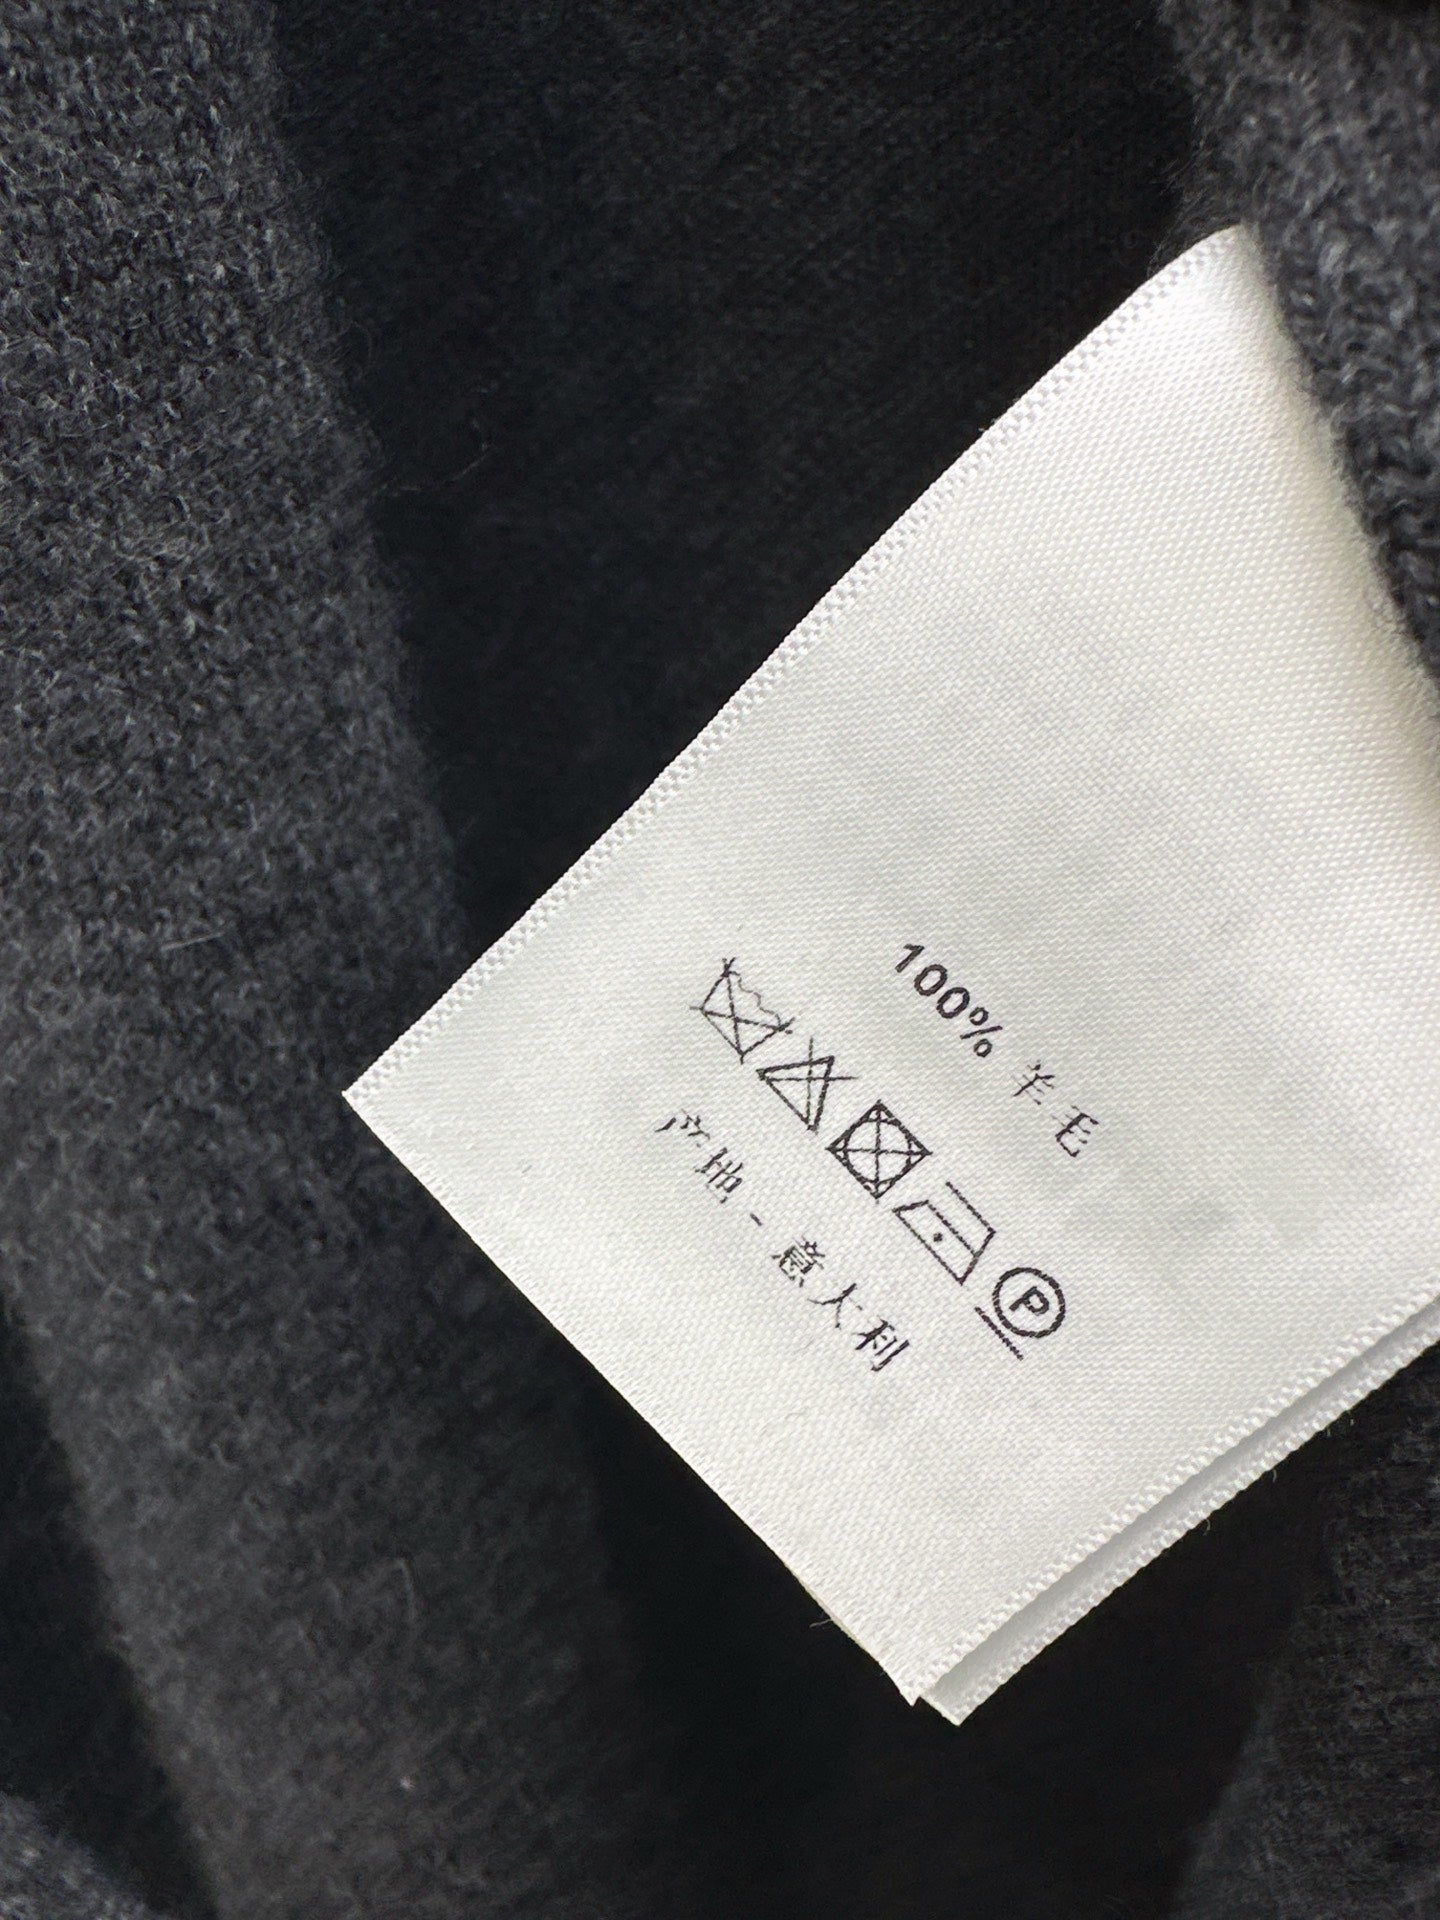 100% 羊毛
P
产地 - 意大利